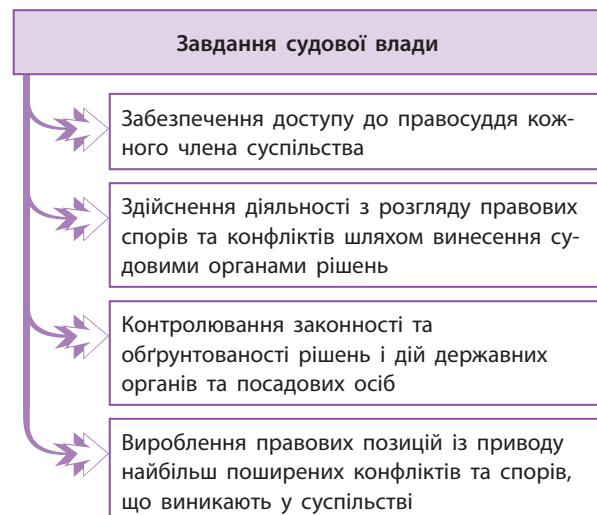 Завдання судової влади
Забезпечення доступу до правосуддя кож-
ного члена суспільства
Здійснення діяльності з розгляду правових
спорів та конфліктів шляхом винесення су-
довими органами рішень
Контролювання законності та
обґрунтованості рішень і дій державних
органів та посадових осіб
Вироблення правових позицій із приводу
найбільш поширених конфліктів та спорів,
що виникають у суспільстві